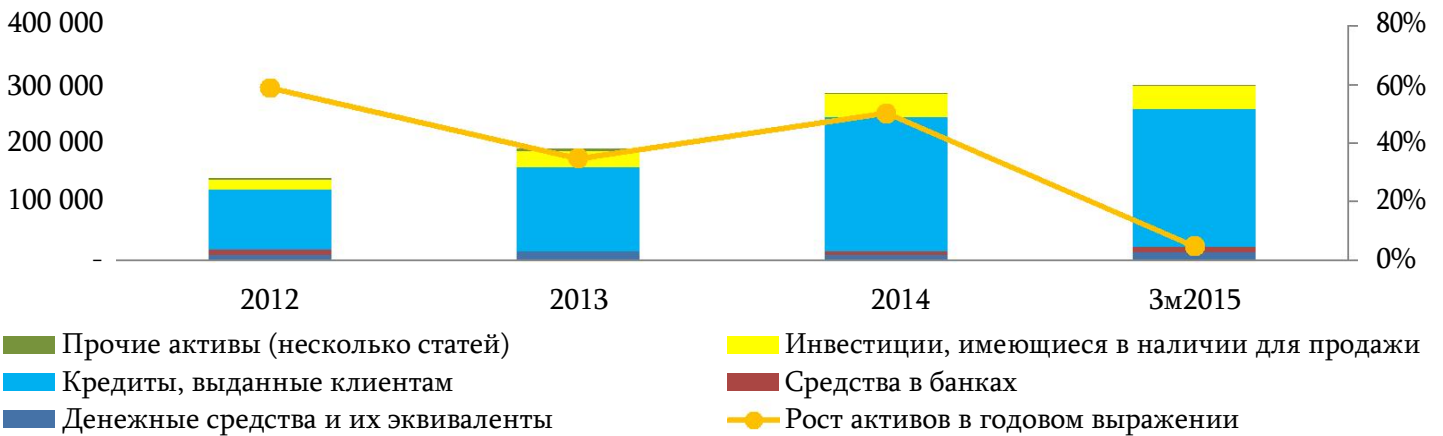 400 000 80%
300 000 60%
200 000 40%
100 000 20%
- 0%
2012 2013 2014 3м2015
Прочие активы (несколько статей) Инвестиции, имеющиеся в наличии для продажи
Кредиты, выданные клиентам Средства в банках
Денежные средства и их эквиваленты Рост активов в годовом выражении